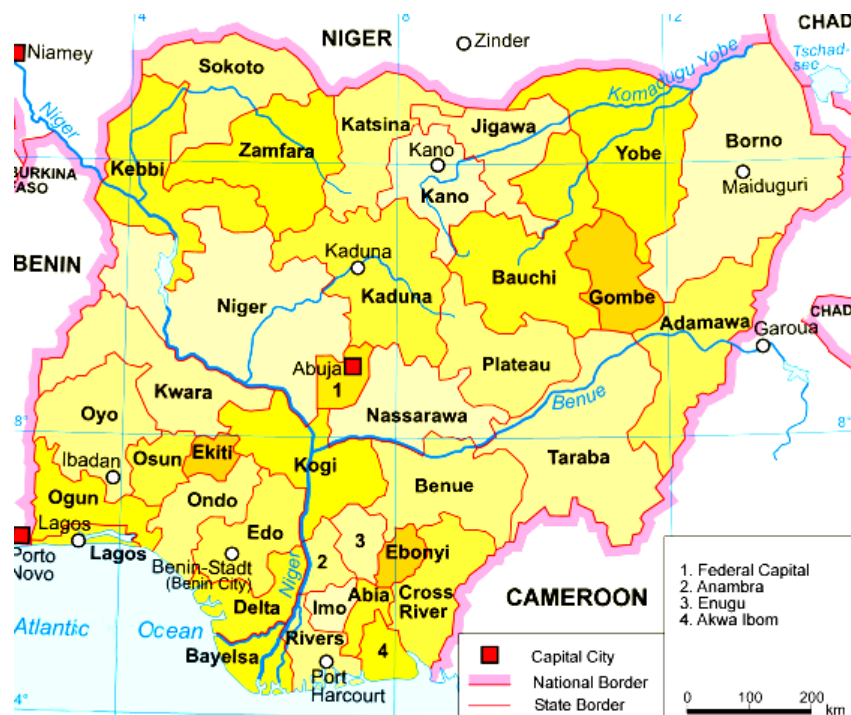 4
8
12
CHAD
NIGER
Zinder
Niamey
Tschad-
see
Sokoto
Komadugu Yobe
Niger
Katsina
Jigawa
Zamfara
Kano
Yobe
Borno
Kebbi
BURKINA
FASO
Maiduguri
Kano
BENIN
Kaduna
Bauchi
Niger
Kaduna
Gombe
CHAD
Adamawa
Garoua
Abuja
1
Plateau
Kwara
Benue
Nassarawa
Oyo
8°
8°
Ekiti
Osun
Kogi
Taraba
Ibadan
Benue
Ogun
Ondo
Lagos
Edo
3
Ebonyi
Porto
Novo
Lagos
2
Benin-Stadt
(Benin City)
Niger
1. Federal Capital
2. Anambra
3. Enugu
4. Akwa Ibom
Abia
Cross
River
CAMEROON
Delta
Imo
Atlantic Ocean
Rivers
4
Bayelsa
Port
Harcourt
Capital City
National Border
State Border
4°
0 100 200
km